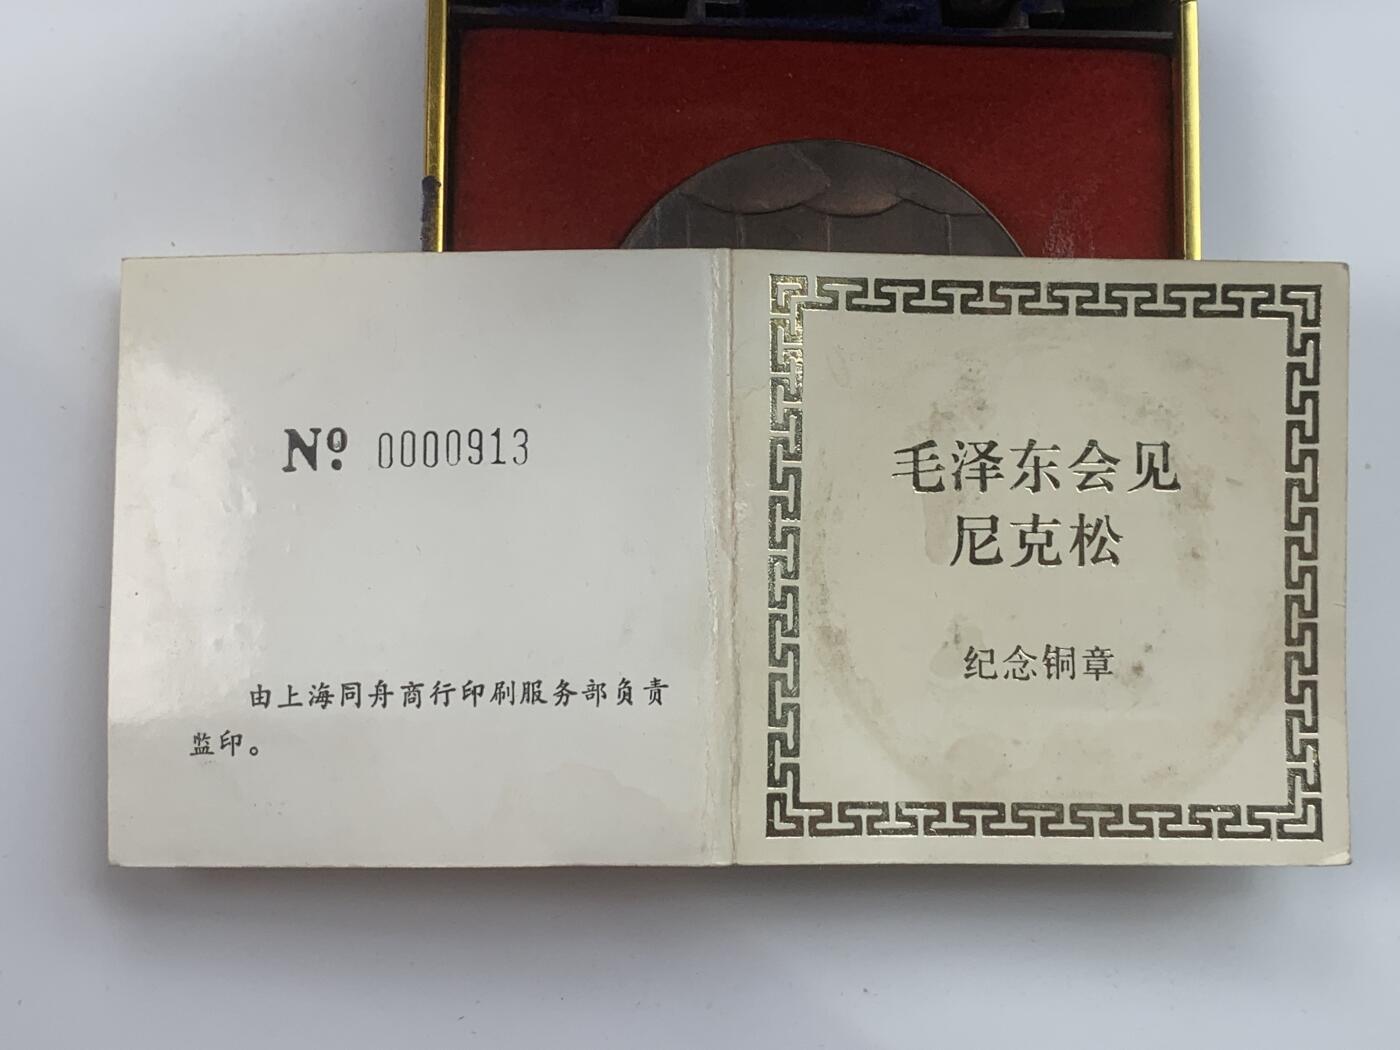 № 0000913
由上海同舟商行印刷服务部负责
监印。
毛泽东会见
尼克松
纪念铜章